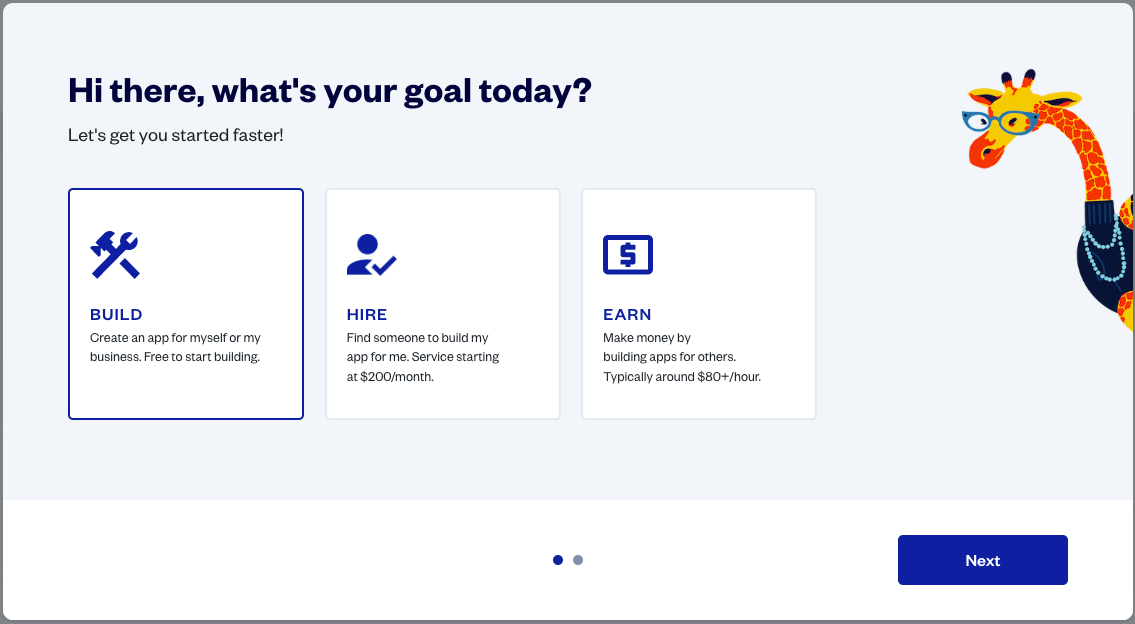 Hi there, what's your goal today?
Let's get you started faster!
BUILD
Create an app for myself or my
business. Free to start building.
HIRE
Find someone to build my
app for me. Service starting
at $200/month.
EARN
Make money by
building apps for others.
Typically around $80+/hour.
Next